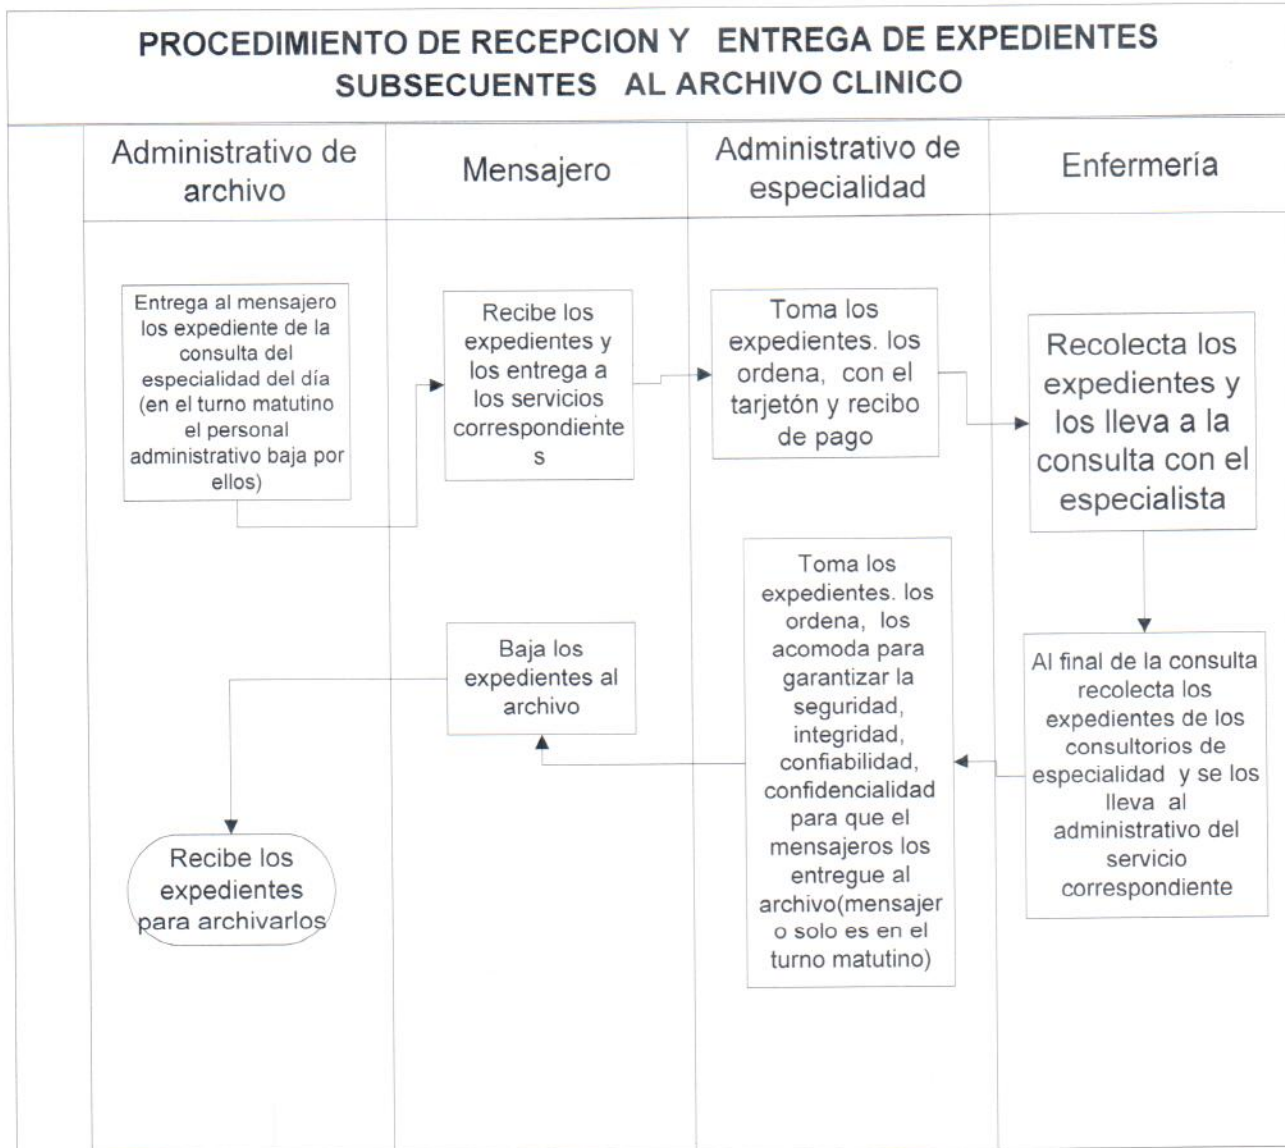 PROCEDIMIENTO DE RECEPCION Y ENTREGA DE EXPEDIENTES
SUBSECUENTES AL ARCHIVO CLINICO
Administrativo de
archivo
Mensajero
Administrativo de
especialidad
Enfermería
Entrega al mensajero
los expediente de la
consulta del
especialidad del día
(en el turno matutino
el personal
administrativo baja por
ellos)
Recibe los
expedientes y
los entrega a
los servicios
correspondiente
s
Toma los
expedientes. los
ordena, con el
tarjetón y recibo
de pago
Recolecta los
expedientes y
los lleva a la
consulta con el
especialista
Al final de la consulta
recolecta los
expedientes de los
consultorios de
especialidad y se los
lleva al
administrativo del
servicio
correspondiente
Toma los
expedientes. los
ordena, los
acomoda para
garantizar la
seguridad,
integridad,
confiabilidad,
confidencialidad
para que el
mensajeros los
entregue al
archivo(mensajer
o solo es en el
turno matutino)
Baja los
expedientes al
archivo
Recibe los
expedientes
para archivarlos